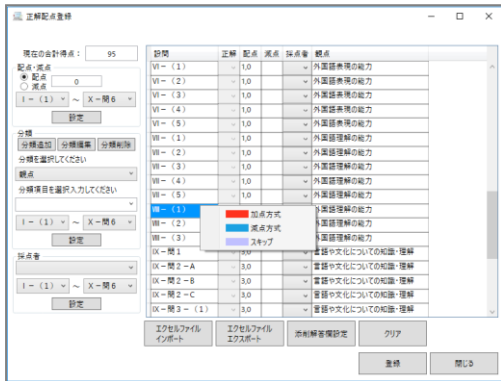 正解配点登録
現在の合計得点： 95
配点・減点
配点
減点
0
Ⅰ－（1） ～ Ⅹ－問6
設定
分類
分類追加 分類編集 分類削除
分類を選択してください
観点
分類項目を選択入力してください
Ⅰ－（1） ～ Ⅹ－問6
設定
採点者
Ⅰ－（1） ～ Ⅹ－問6
設定
設問 正解 配点 減点 採点者 観点
Ⅵ－（1） 1,0 外国語表現の能力
Ⅵ－（2） 1,0 外国語表現の能力
Ⅵ－（3） 1,0 外国語表現の能力
Ⅵ－（4） 1,0 外国語表現の能力
Ⅵ－（5） 1,0 外国語表現の能力
Ⅶ－（1） 1,0 外国語理解の能力
Ⅶ－（2） 1,0 外国語理解の能力
Ⅶ－（3） 1,0 外国語理解の能力
Ⅶ－（4） 1,0 外国語理解の能力
Ⅶ－（5） 1,0 外国語理解の能力
Ⅷ－（1） 外国語理解の能力
Ⅷ－（2） 外国語理解の能力
Ⅷ－（3） 外国語理解の能力
加点方式
減点方式
スキップ
Ⅸ－問1 3,0 言語や文化についての知識・理解
Ⅸ－問2－A 3,0 言語や文化についての知識・理解
Ⅸ－問2－B 3,0 言語や文化についての知識・理解
Ⅸ－問2－C 3,0 言語や文化についての知識・理解
Ⅸ－問3－（1） 3,0 言語や文化についての知識・理解
エクセルファイル
インポート
エクセルファイル
エクスポート
添削解答欄設定
クリア
登録
閉じる